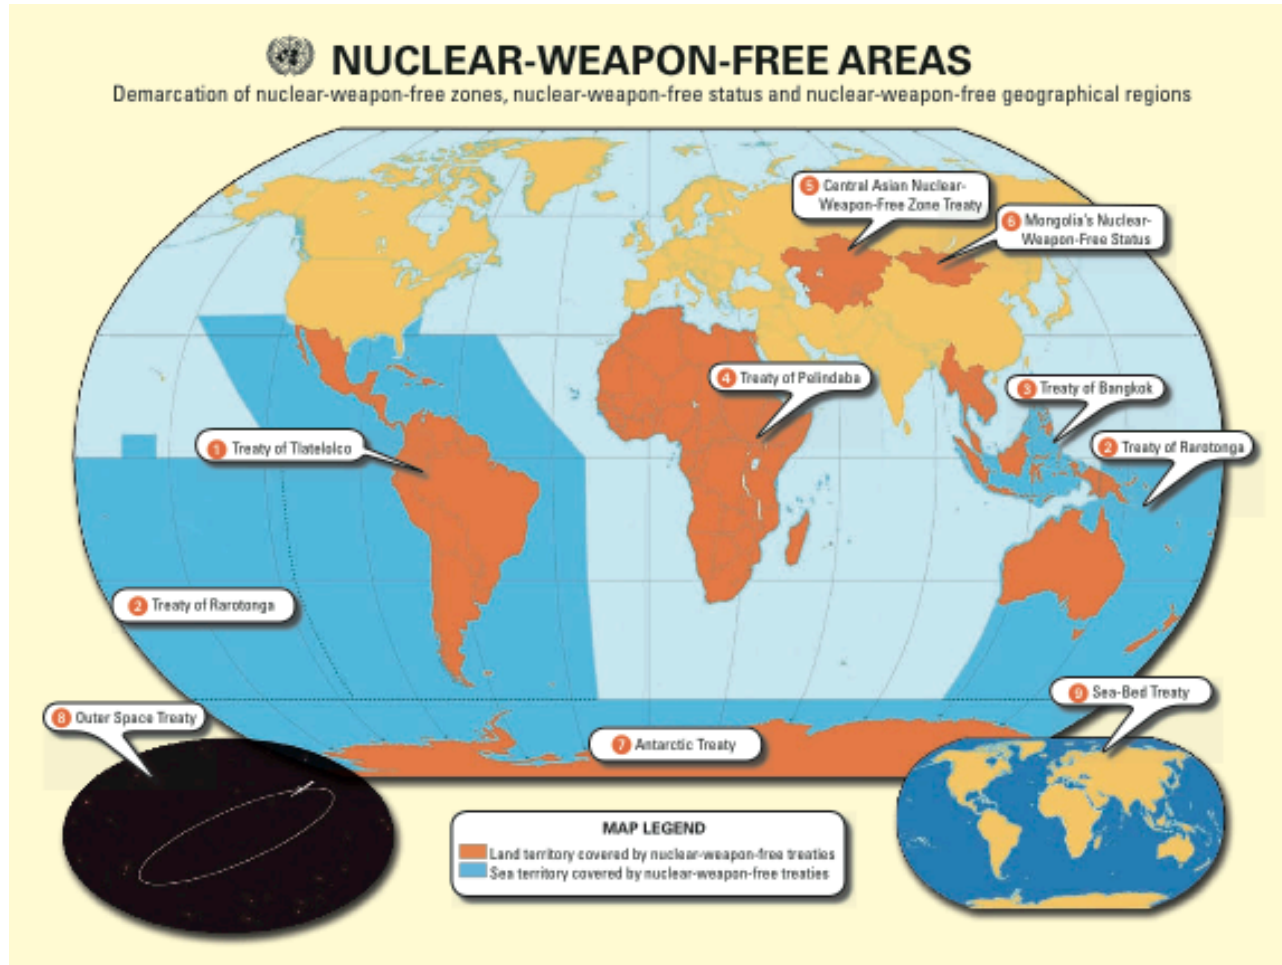 NUCLEAR-WEAPON-FREE AREAS
Demarcation of nuclear-weapon-free zones, nuclear-weapon-free status and nuclear-weapon-free geographical regions
5 Central Asian Nuclear-
Weapon-Free Zone Treaty
6 Mongolia's Nuclear-
Weapon-Free Status
4 Treaty of Pelindaba
3 Treaty of Bangkok
1 Treaty of Tlatelolco
2 Treaty of Rarotonga
2 Treaty of Rarotonga
9 Sea-Bed Treaty
8 Outer Space Treaty
7 Antarctic Treaty
MAP LEGEND
Land territory covered by nuclear-weapon-free treaties
Sea territory covered by nuclear-weapon-free treaties